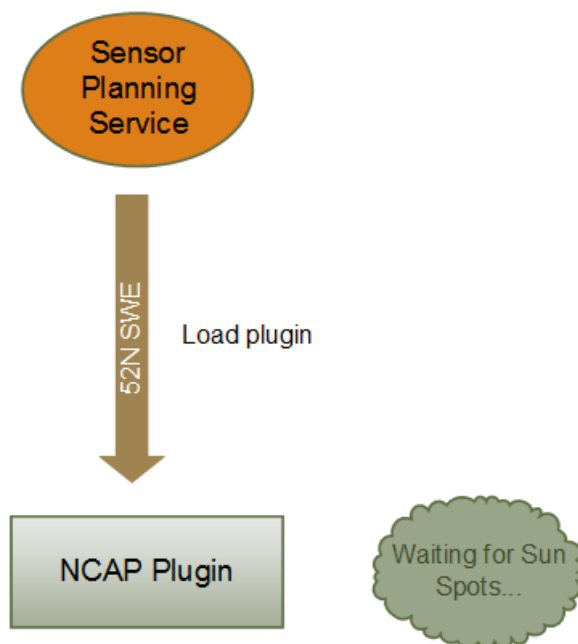 Sensor
Planning
Service
52N SWE
Load plugin
NCAP Plugin
Waiting for Sun
Spots...